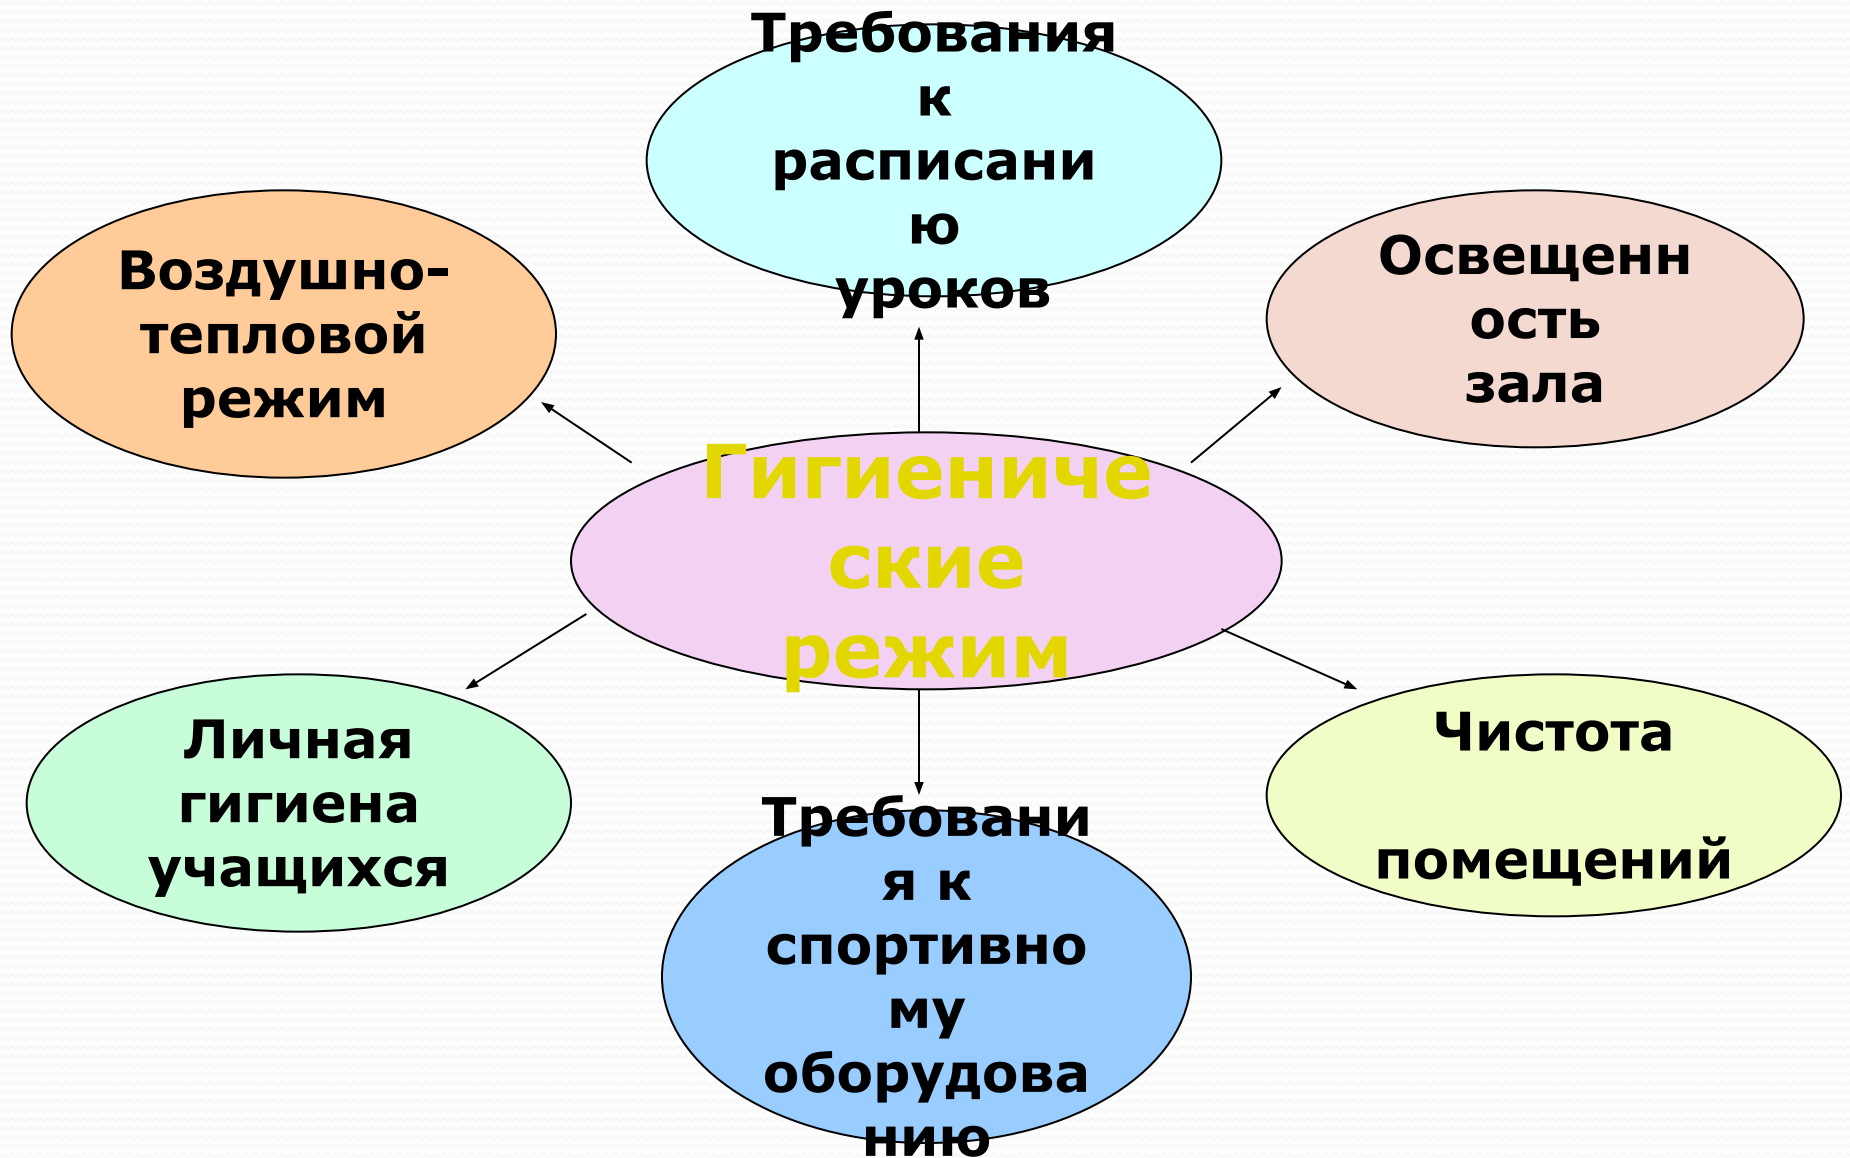 Требования
к
расписани
ю
уроков
Воздушно-
тепловой
режим
Освещенн
ость
зала
Гигиениче
ские
режим
Личная
гигиена
учащихся
Чистота
помещений
Требовани
я к
спортивно
му
оборудова
нию